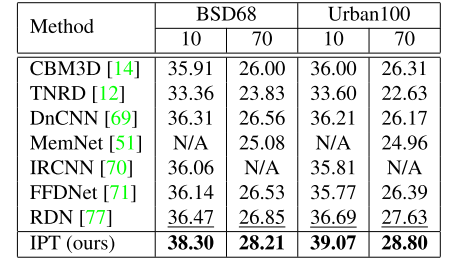 Method BSD68 Urban100
10 70 10 70
CBM3D [14] 35.91 26.00 36.00 26.31
TNRD [12] 33.36 23.83 33.60 22.63
DnCNN [69] 36.31 26.56 36.21 26.17
MemNet [51] N/A 25.08 N/A 24.96
IRCNN [70] 36.06 N/A 35.81 N/A
FFDNet [71] 36.14 26.53 35.77 26.39
RDN [77] 36.47 26.85 36.69 27.63
IPT (ours) 38.30 28.21 39.07 28.80